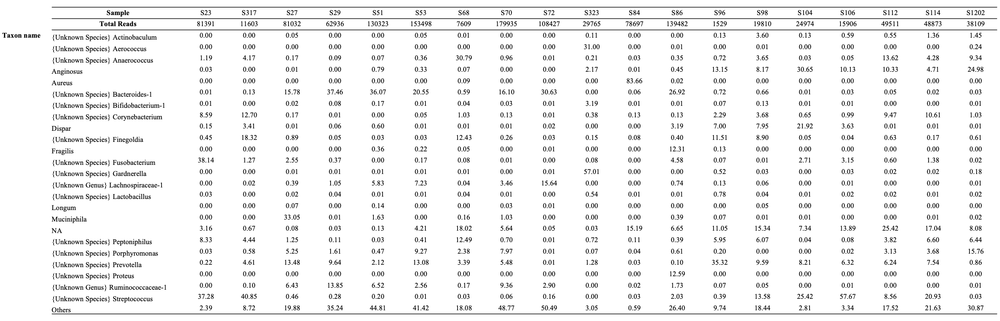 Sample S23 S317 S27 S29 S51 S53 S68 S70 S72 S323 S84 S86 S96 S98 S104 S106 S112 S114 S1202
Total Reads 81391 11603 81032 62936 130323 153498 7609 179935 108427 29765 78697 139482 1529 19810 24974 15906 49511 48873 38109
Taxon name {Unknown Species} Actinobaculum 0.00 0.00 0.05 0.00 0.00 0.05 0.01 0.00 0.00 0.11 0.00 0.00 0.13 3.60 0.13 0.59 0.55 1.36 1.45
{Unknown Species} Aerococcus 0.00 0.00 0.00 0.00 0.00 0.00 0.00 0.00 0.00 31.00 0.00 0.01 0.00 0.01 0.00 0.00 0.00 0.00 0.24
{Unknown Species} Anaerococcus 1.19 4.17 0.17 0.09 0.07 0.36 30.79 0.96 0.01 0.21 0.03 0.35 0.72 3.65 0.03 0.05 13.62 4.28 9.34
Anginosus 0.03 0.00 0.01 0.00 0.79 0.33 0.07 0.00 0.00 2.17 0.01 0.45 13.15 8.17 30.65 10.13 10.33 4.71 24.98
Aureus 0.00 0.00 0.00 0.00 0.00 0.00 0.09 0.00 0.00 0.00 83.66 0.02 0.00 0.00 0.00 0.00 0.00 0.00 0.00
{Unknown Species} Bacteroides-1 0.01 0.13 15.78 37.46 36.07 20.55 0.59 16.10 30.63 0.00 0.06 26.92 0.72 0.66 0.01 0.03 0.05 0.02 0.03
{Unknown Species} Bifidobacterium-1 0.01 0.00 0.02 0.08 0.17 0.01 0.04 0.03 0.01 3.19 0.01 0.01 0.07 0.13 0.01 0.01 0.00 0.00 0.01
{Unknown Species} Corynebacterium 8.59 12.70 0.17 0.01 0.00 0.05 1.03 0.13 0.01 0.38 0.13 0.13 2.29 3.68 0.65 0.99 9.47 10.61 1.03
Dispar 0.15 3.41 0.01 0.06 0.60 0.01 0.01 0.01 0.02 0.00 0.00 3.19 7.00 7.95 21.92 3.63 0.01 0.01 0.01
{Unknown Species} Finegoldia 0.45 18.32 0.89 0.05 0.03 0.03 12.43 0.26 0.03 0.15 0.08 0.40 11.51 8.90 0.05 0.04 0.63 0.17 0.61
Fragilis 0.00 0.00 0.00 0.00 0.36 0.22 0.05 0.00 0.01 0.00 0.00 12.31 0.13 0.00 0.00 0.00 0.00 0.00 0.00
{Unknown Species} Fusobacterium 38.14 1.27 2.55 0.37 0.00 0.17 0.08 0.01 0.00 0.08 0.00 4.58 0.07 0.01 2.71 3.15 0.60 1.38 0.02
{Unknown Species} Gardnerella 0.00 0.00 0.01 0.01 0.01 0.01 0.01 0.00 0.01 57.01 0.00 0.00 0.52 0.03 0.00 0.03 0.02 0.02 0.18
{Unknown Genus} Lachnospiraceae-1 0.00 0.02 0.39 1.05 5.83 7.23 0.04 3.46 15.64 0.00 0.00 0.74 0.13 0.06 0.00 0.01 0.00 0.00 0.01
{Unknown Species} Lactobacillus 0.03 0.00 0.02 0.04 0.01 0.01 0.04 0.01 0.00 0.54 0.01 0.01 0.78 0.04 0.01 0.02 0.02 0.01 0.02
Longum 0.00 0.00 0.07 0.00 0.14 0.00 0.00 0.03 0.01 0.00 0.00 0.00 0.00 0.05 0.00 0.00 0.00 0.00 0.00
Muciniphila 0.00 0.00 33.05 0.01 1.63 0.00 0.16 1.03 0.00 0.00 0.00 0.39 0.07 0.01 0.01 0.00 0.00 0.01 0.02
NA 3.16 0.67 0.08 0.03 0.13 4.21 18.02 5.64 0.05 0.03 15.19 6.65 11.05 15.34 7.34 13.89 25.42 17.04 8.08
{Unknown Species} Peptoniphilus 8.33 4.44 1.25 0.11 0.03 0.41 12.49 0.70 0.01 0.72 0.11 0.39 5.95 6.07 0.04 0.08 3.82 6.60 6.44
{Unknown Species} Porphyromonas 0.03 0.58 5.25 1.61 0.47 9.27 2.38 7.97 0.01 0.07 0.04 0.61 0.20 0.00 0.00 0.02 3.13 3.68 15.76
{Unknown Species} Prevotella 0.22 4.61 13.48 9.64 2.12 13.08 3.39 5.48 0.01 1.28 0.03 0.10 35.32 9.59 8.21 6.32 6.24 7.54 0.86
{Unknown Species} Proteus 0.00 0.00 0.00 0.00 0.00 0.00 0.00 0.00 0.00 0.00 0.00 12.59 0.00 0.00 0.00 0.00 0.00 0.00 0.00
{Unknown Genus} Ruminococcaceae-1 0.00 0.10 6.43 13.85 6.52 2.56 0.17 9.36 2.90 0.00 0.02 1.73 0.07 0.05 0.00 0.01 0.00 0.00 0.01
{Unknown Species} Streptococcus 37.28 40.85 0.46 0.28 0.20 0.01 0.03 0.06 0.16 0.00 0.03 2.03 0.39 13.58 25.42 57.67 8.56 20.93 0.03
Others 2.39 8.72 19.88 35.24 44.81 41.42 18.08 48.77 50.49 3.05 0.59 26.40 9.74 18.44 2.81 3.34 17.52 21.63 30.87